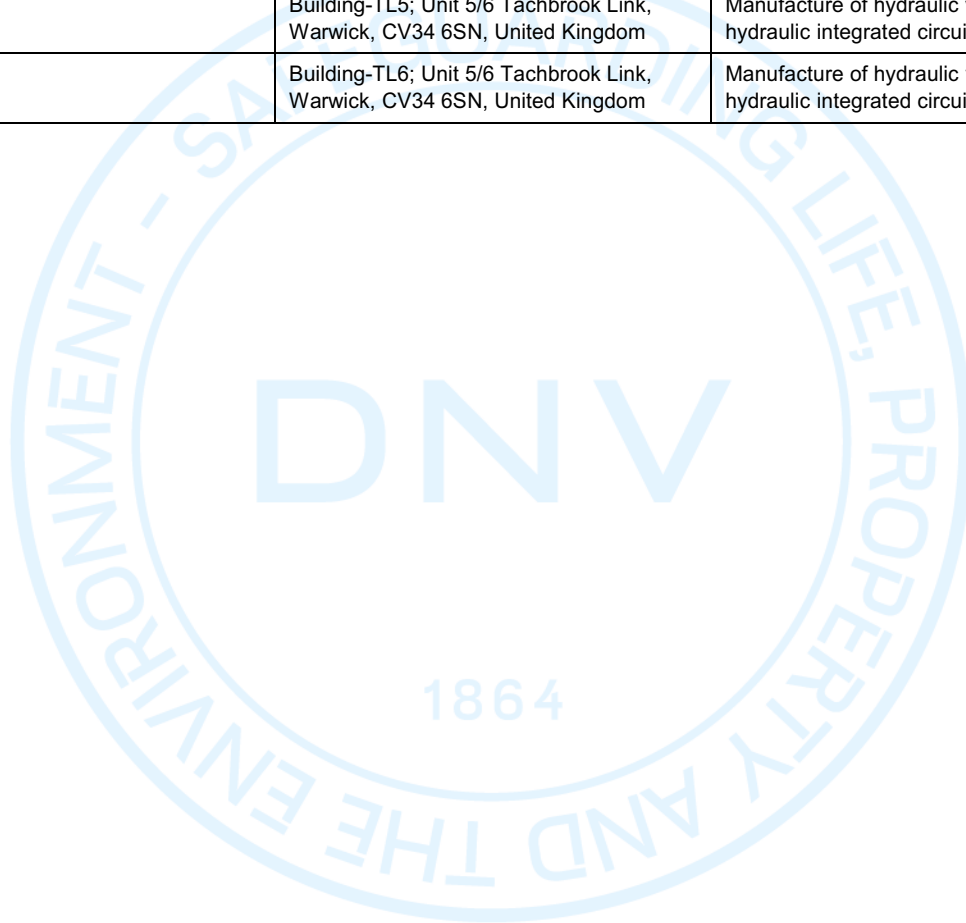 Building-TL5; Unit 5/6 Tachbrook Link,
Warwick, CV34 6SN, United Kingdom
Manufacture of hydraulic
hydraulic integrated
Building-TL6; Unit 5/6 Tachbrook Link,
Warwick, CV34 6SN, United Kingdom
Manufacture of hydraulic
hydraulic integrated
SAFEGUARDING LIFE, PROPERTY AND THE ENVIRONMENT -
DNV
1864